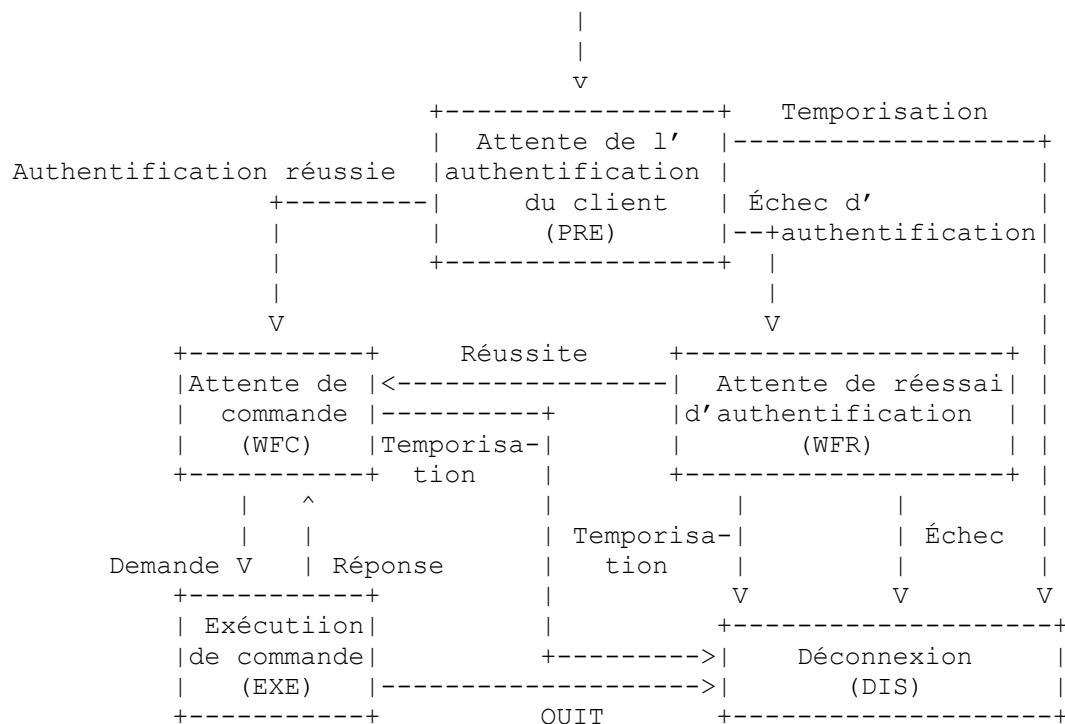 Temporisation
Attente de l'
Authentification réussie
authentification
du client
Échec d'
(PRE)
authentification
Réussite
Attente de
Attente de réessai
commande
d'authentification
(WFC)
Temporisa-
(WFR)
tion
Temporisa-
Échec
Demande
Réponse
tion
Exécutiion
de commande
Déconnexion
(EXE)
(DIS)
QUIT